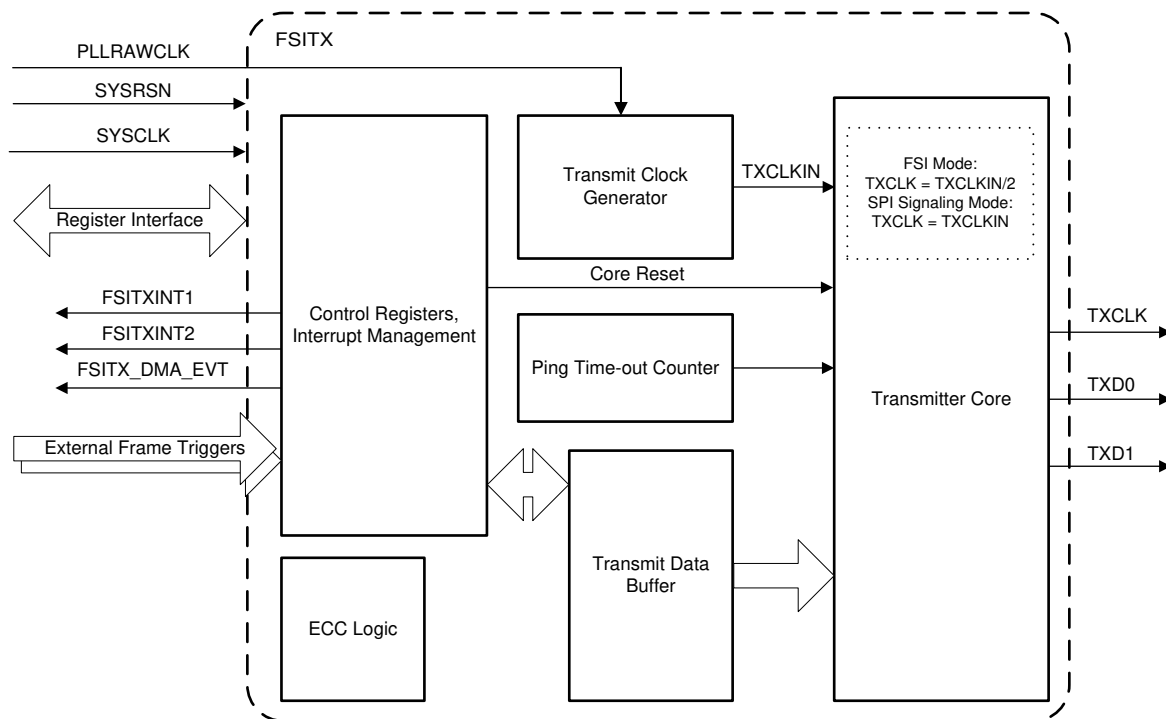 FSITX
PLLRAWCLK
SYSRSN
SYSCLK
Register Interface
FSITXINT1
FSITXINT2
FSITX_DMA_EVT
External Frame Triggers
Control Registers,
Interrupt Management
ECC Logic
Transmit Clock
Generator
TXCLKIN
Core Reset
Ping Time-out Counter
Transmit Data
Buffer
FSI Mode:
TXCLK = TXCLKIN/2
SPI Signaling Mode:
TXCLK = TXCLKIN
Transmitter Core
TXCLK
TXD0
TXD1